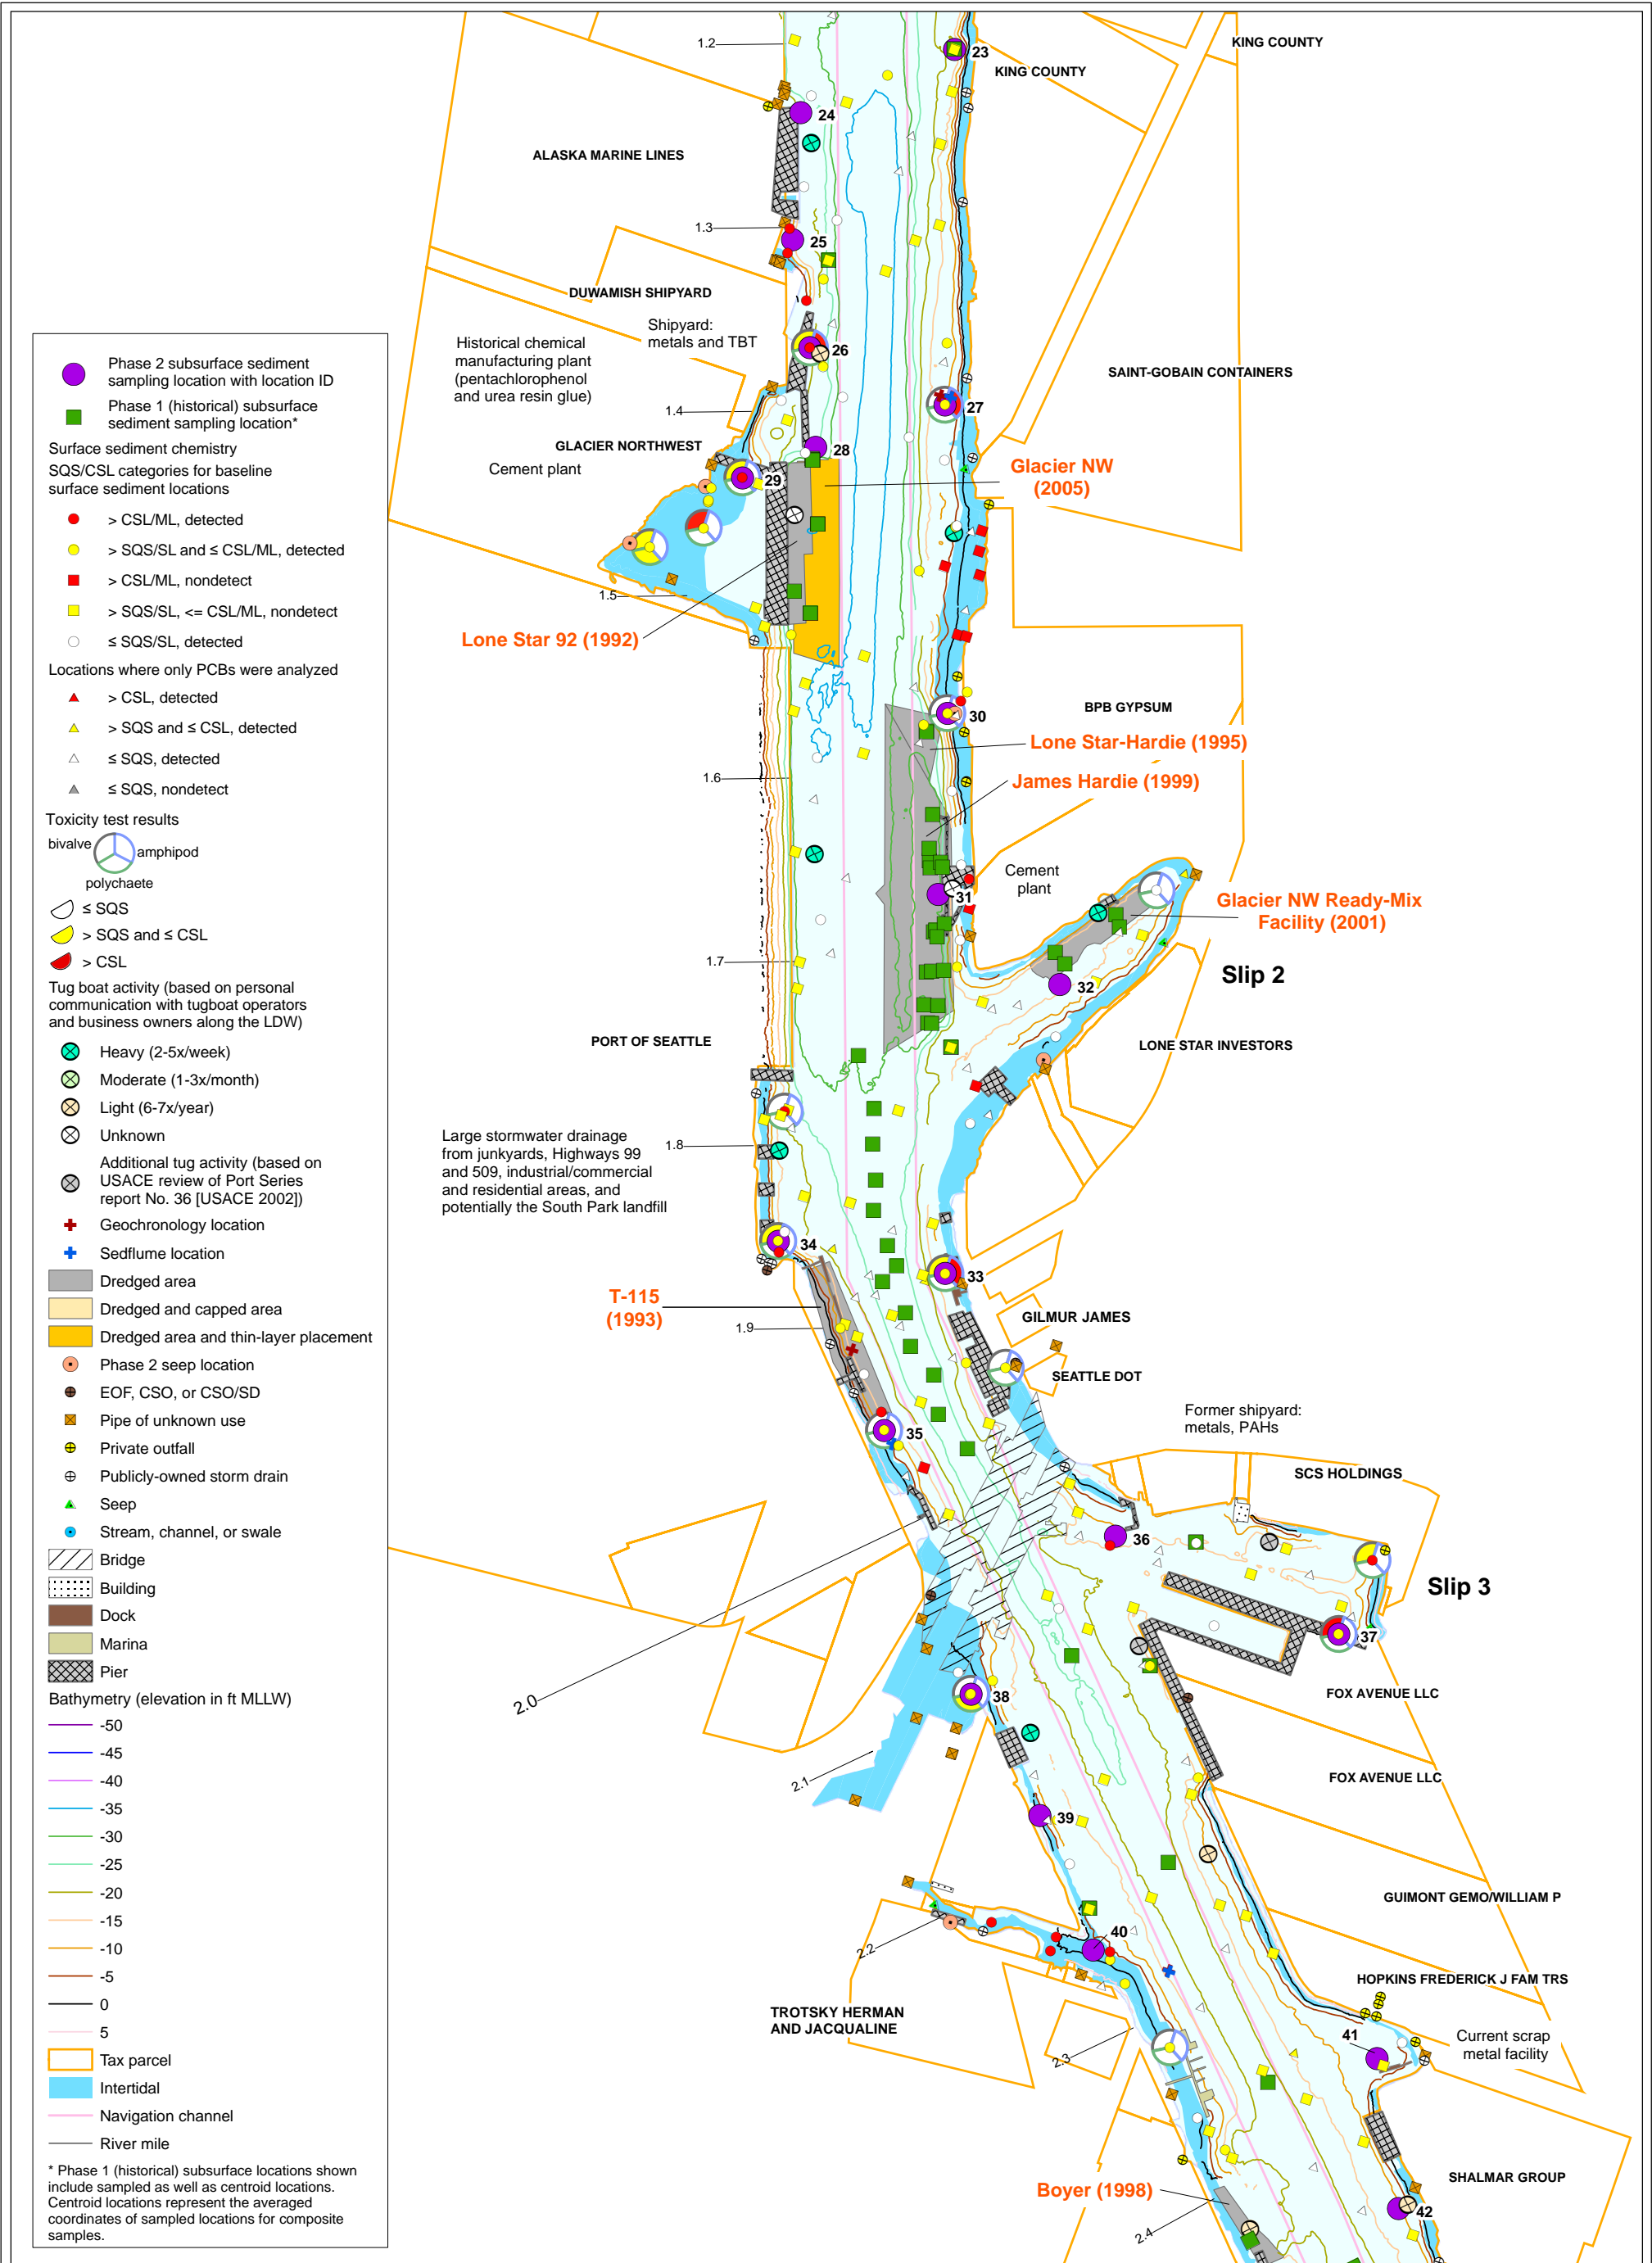 Phase 2 subsurface sediment
sampling location with location ID
Phase 1 (historical) subsurface
sediment sampling location*
Surface sediment chemistry
SQS/CSL categories for baseline
surface sediment locations
> CSL/ML, detected
> SQS/SL and ≤ CSL/ML, detected
> CSL/ML, nondetect
> SQS/SL, <= CSL/ML, nondetect
≤ SQS/SL, detected
Locations where only PCBs were analyzed
> CSL, detected
> SQS and ≤ CSL, detected
≤ SQS, detected
≤ SQS, nondetect
Toxicity test results
bivalve
amphipod
polychaete
≤ SQS
> SQS and ≤ CSL
> CSL
Tug boat activity (based on personal
communication with tugboat operators
and business owners along the LDW)
Heavy (2-5x/week)
Moderate (1-3x/month)
Light (6-7x/year)
Unknown
Additional tug activity (based on
USACE review of Port Series
report No. 36 [USACE 2002])
Geochronology location
Sedflume location
Dredged area
Dredged and capped area
Dredged area and thin-layer placement
Phase 2 seep location
EOF, CSO, or CSO/SD
Pipe of unknown use
Private outfall
Publicly-owned storm drain
Seep
Stream, channel, or swale
Bridge
Building
Dock
Marina
Pier
Bathymetry (elevation in ft MLLW)
-50
-45
-40
-35
-30
-25
-20
-15
-10
-5
0
5
Tax parcel
Intertidal
Navigation channel
River mile
* Phase 1 (historical) subsurface locations shown
include sampled as well as centroid locations.
Centroid locations represent the averaged
coordinates of sampled locations for composite
samples.
1.2
23
KING COUNTY
KING COUNTY
24
ALASKA MARINE LINES
1.3
25
DUWAMISH SHIPYARD
Shipyard:
metals and TBT
Historical chemical
manufacturing plant
(pentachlorophenol
and urea resin glue)
26
SAINT-GOBAIN CONTAINERS
27
1.4
GLACIER NORTHWEST
Cement plant
28
29
Glacier NW
(2005)
1.5
Lone Star 92 (1992)
30
BPB GYPSUM
Lone Star-Hardie (1995)
1.6
James Hardie (1999)
Cement
plant
31
Glacier NW Ready-Mix
Facility (2001)
1.7
Slip 2
32
PORT OF SEATTLE
LONE STAR INVESTORS
Large stormwater drainage
from junkyards, Highways 99
and 509, industrial/commercial
and residential areas, and
potentially the South Park landfill
1.8
34
33
T-115
(1993)
1.9
GILMUR JAMES
SEATTLE DOT
Former shipyard:
metals, PAHs
35
SCS HOLDINGS
36
Slip 3
37
2.0
38
FOX AVENUE LLC
2.1
FOX AVENUE LLC
39
GUIMONT GEMO/WILLIAM P
40
2.2
HOPKINS FREDERICK J FAM TRS
TROTSKY HERMAN
AND JACQUALINE
41
Current scrap
metal facility
2.3
SHALMAR GROUP
Boyer (1998)
42
2.4